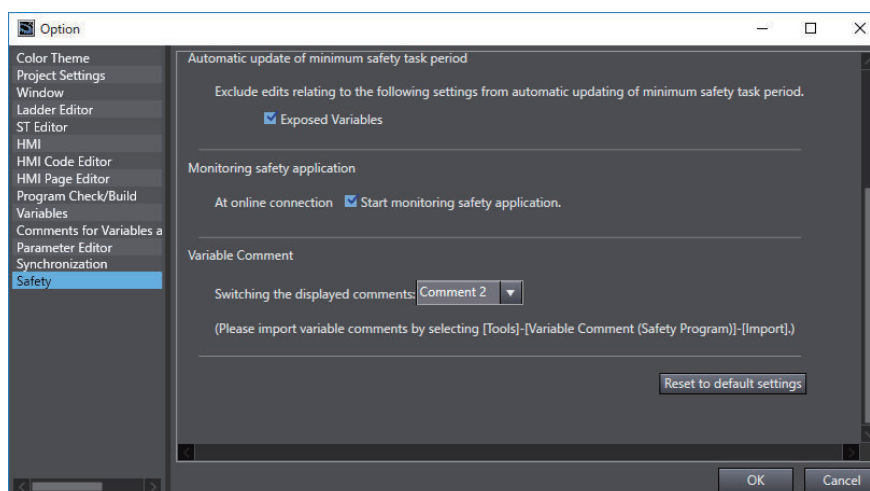 Option
Color Theme
Project Settings
Window
Ladder Editor
ST Editor
HMI
HMI Code Editor
HMI Page Editor
Program Check/Build
Variables
Comments for Variables a
Parameter Editor
Synchronization
Safety
Automatic update of minimum safety task period
Exclude edits relating to the following settings from automatic updating of minimum safety task period.
Exposed Variables
Monitoring safety application
At online connection Start monitoring safety application.
Variable Comment
Switching the displayed comments: Comment 2
(Please import variable comments by selecting [Tools]-[Variable Comment (Safety Program)]-[Import].)
Reset to default settings
OK Cancel